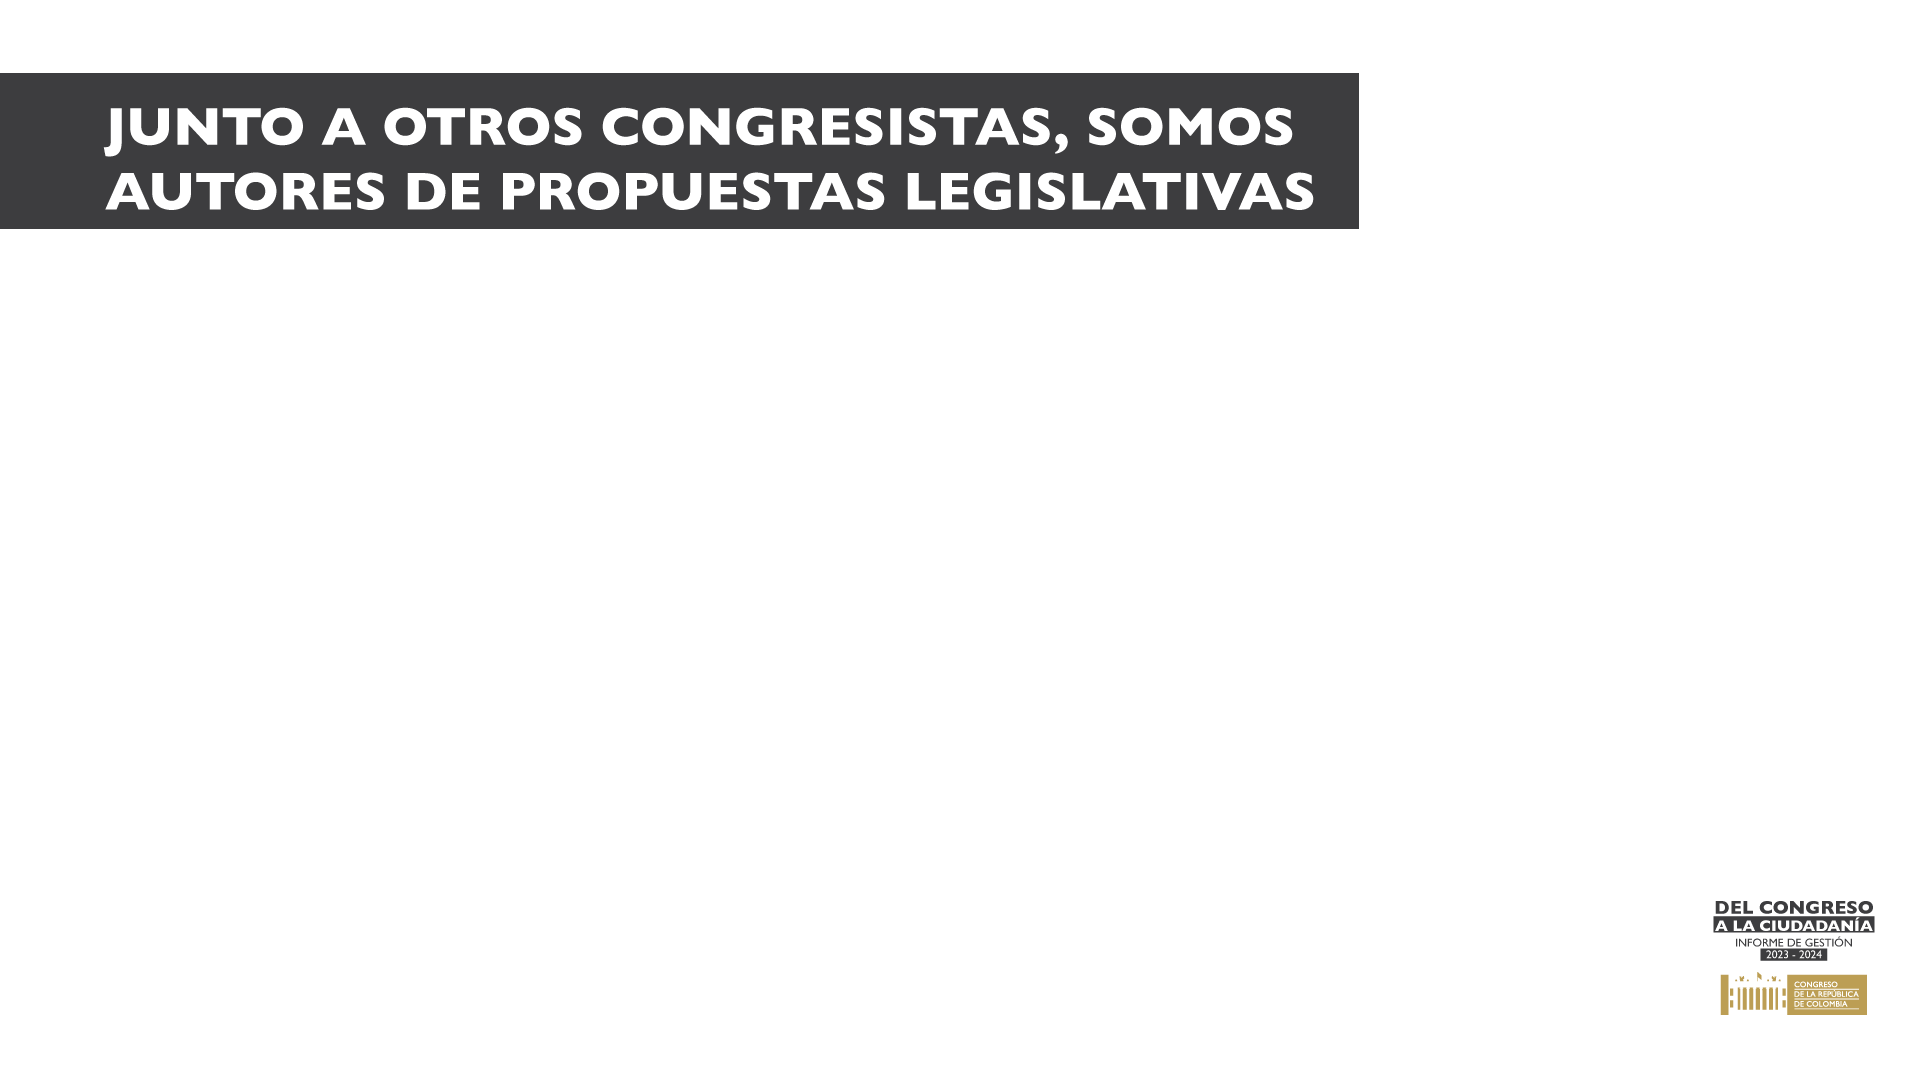 JUNTO A OTROS CONGRESISTAS, SOMOS
AUTORES DE PROPUESTAS LEGISLATIVAS
DEL CONGRESO
A LA CIUDADANÍA
INFORME DE GESTIÓN
2023 - 2024
CONGRESO
DE LA REPÚBLICA
DE COLOMBIA